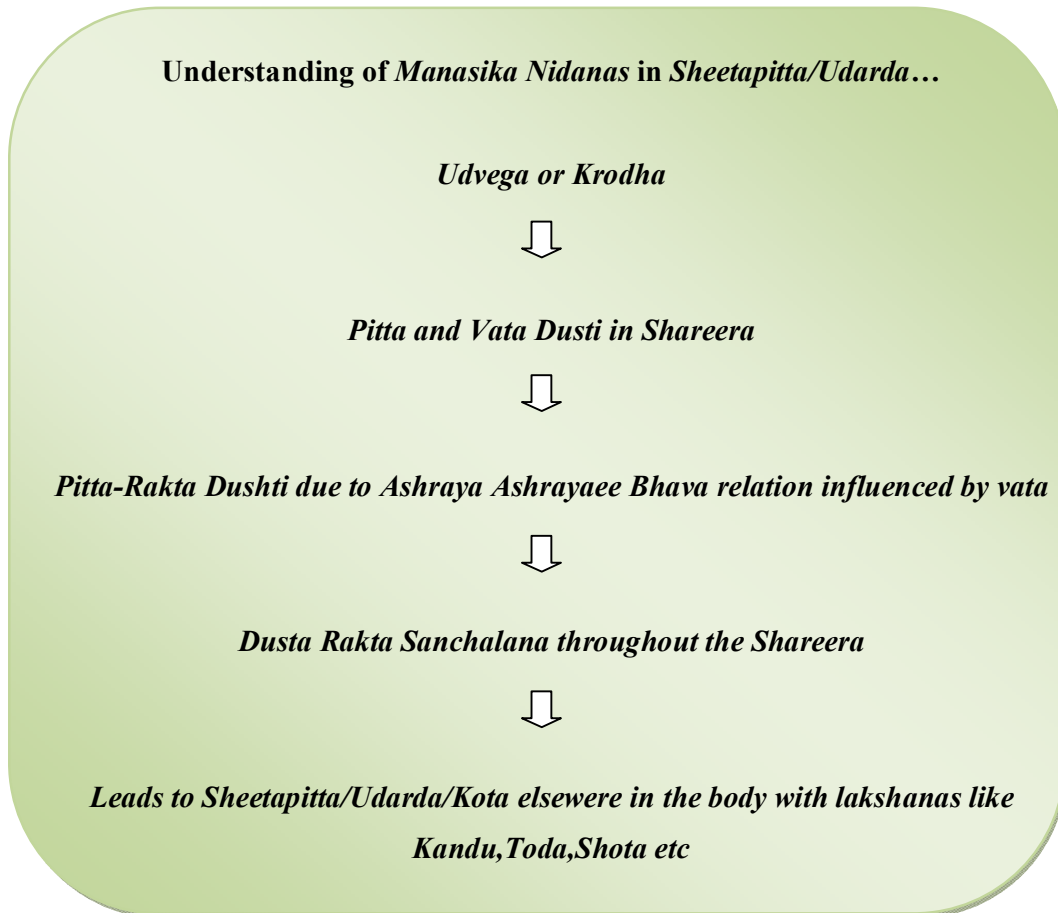 Understanding of Manasika Nidanas in Sheetapitta/Udarda...
Udvega or Krodha
Pitta and Vata Dusti in Shareera
Pitta-Rakta Dushti due to Ashraya Ashrayaee Bhava relation influenced by vata
Dusta Rakta Sanchalana throughout the Shareera
Leads to Sheetapitta/Udarda/Kota elsewere in the body with lakshanas like
Kandu,Toda,Shota etc